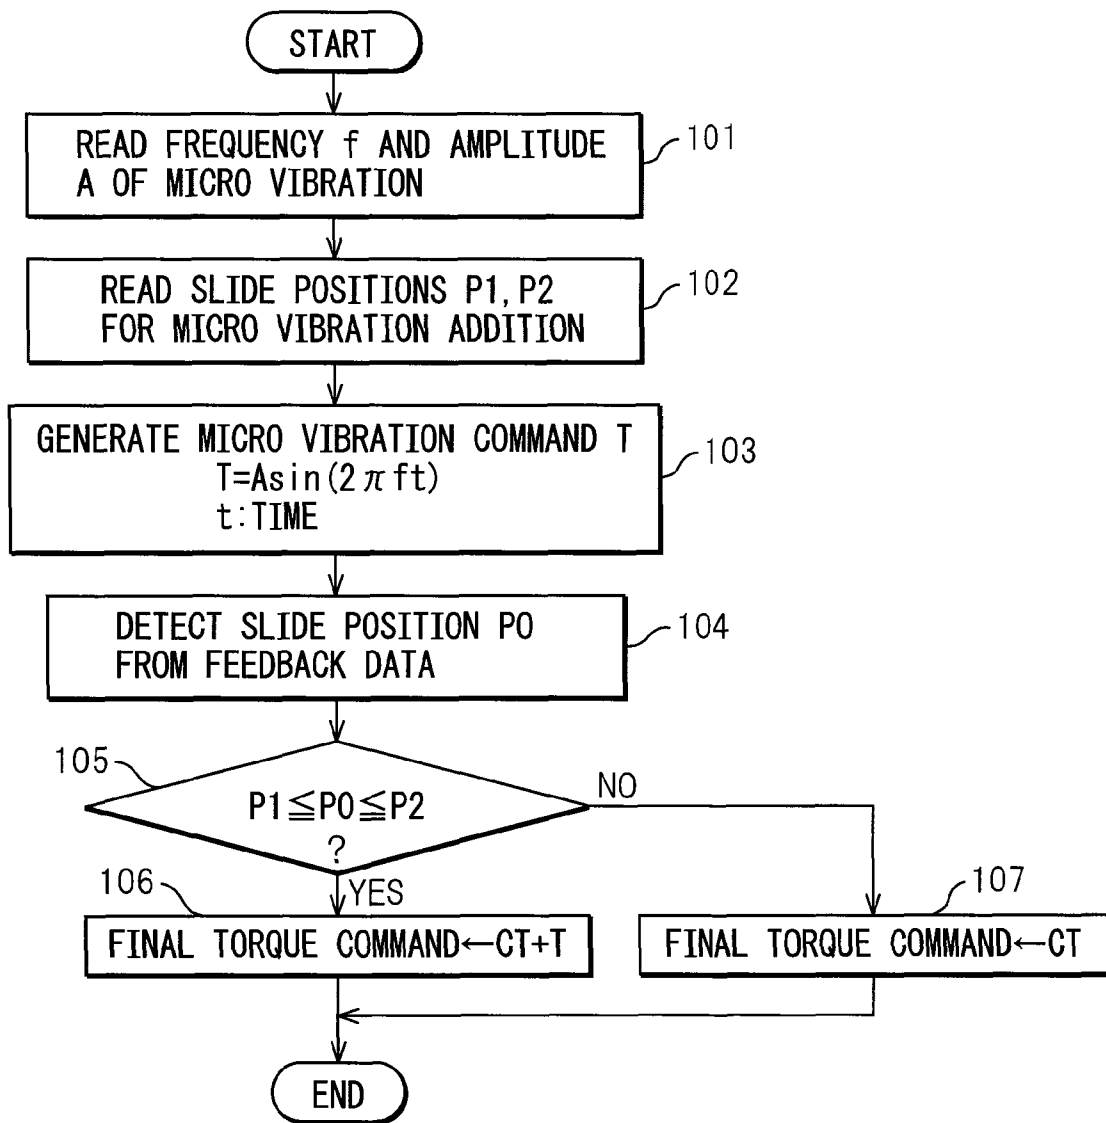 START
READ FREQUENCY f AND AMPLITUDE
A OF MICRO VIBRATION
101
READ SLIDE POSITIONS P1,P2
FOR MICRO VIBRATION ADDITION
102
GENERATE MICRO VIBRATION COMMAND T
T=Asin(2πft)
t:TIME
103
DETECT SLIDE POSITION P0
FROM FEEDBACK DATA
104
105
P1≦P0≦P2
?
NO
YES
106
FINAL TORQUE COMMAND←CT+T
107
FINAL TORQUE COMMAND←CT
END